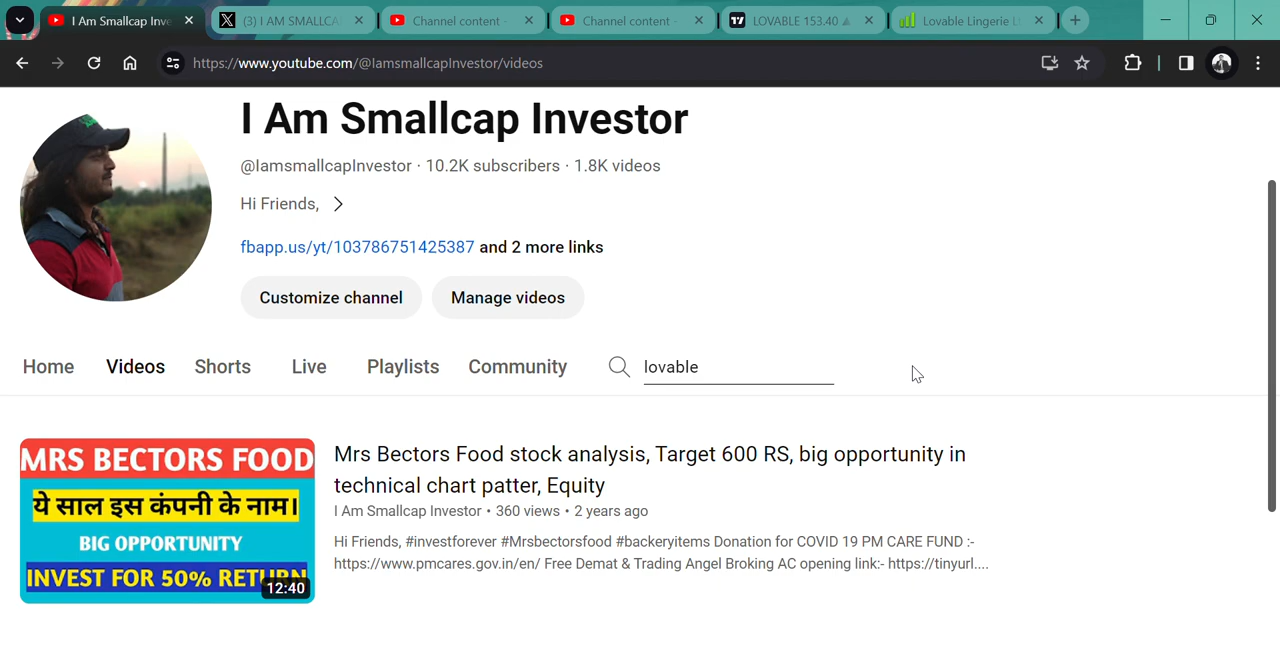 I Am Smallcap Inve
(3) I AM SMALLCA
Channel content -
Channel content -
LOVABLE 153.40
Lovable Lingerie L
https://www.youtube.com/@IamsmallcapInvestor/videos
I Am Smallcap Investor
@IamsmallcapInvestor · 10.2K subscribers · 1.8K videos
Hi Friends,
fbapp.us/yt/103786751425387 and 2 more links
Customize channel
Manage videos
Home
Videos
Shorts
Live
Playlists
Community
lovable
MRS BECTORS FOOD
ये साल इस कंपनी के नाम।
BIG OPPORTUNITY
INVEST FOR 50% RETURN
12:40
Mrs Bectors Food stock analysis, Target 600 RS, big opportunity in
technical chart patter, Equity
I Am Smallcap Investor • 360 views • 2 years ago
Hi Friends, #investforever #Mrsbectorsfood #backeryitems Donation for COVID 19 PM CARE FUND :-
https://www.pmcares.gov.in/en/ Free Demat & Trading Angel Broking AC opening link:- https://tinyurl....